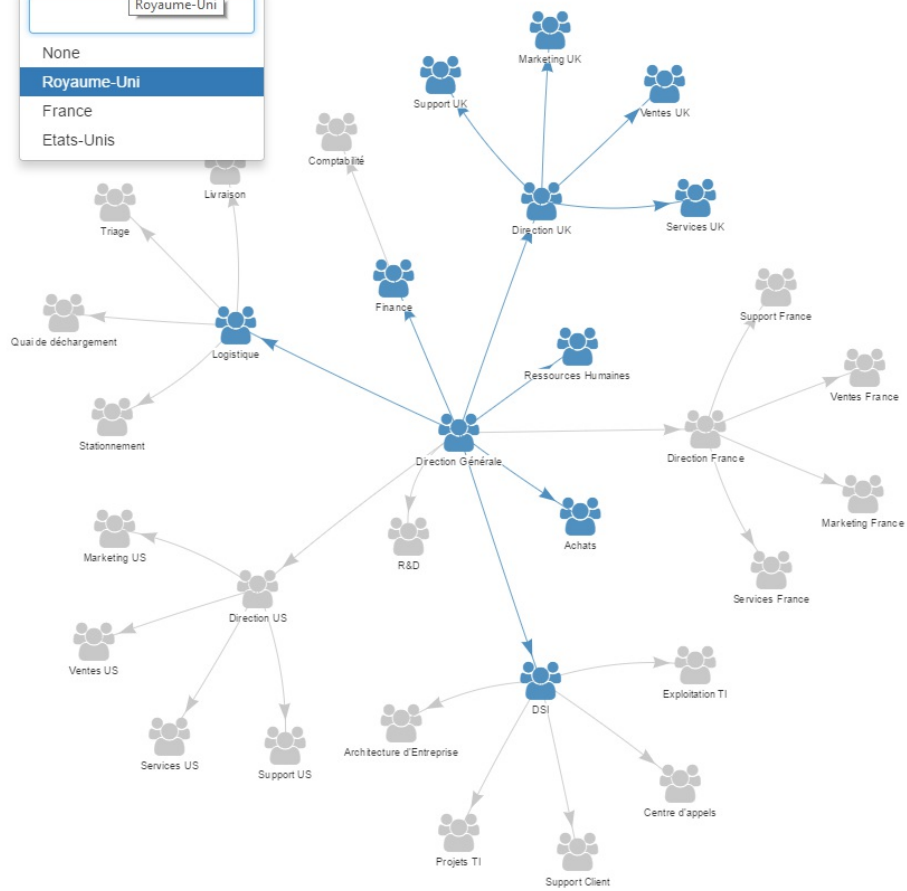 Royaume-Uni
None
Royaume-Uni
France
Etats-Unis
Marketing UK
Support UK
Ventes UK
Comptabilité
Livraison
Triage
Direction UK
Services UK
Finance
Support France
Quai de déchargement
Logistique
Ressources Humaines
Ventes France
Stationnement
Direction Générale
Direction France
Marketing France
Achats
Marketing US
R&D
Services France
Direction US
Ventes US
Exploitation TI
DSI
Architecture d'Entreprise
Services US
Support US
Centre d'appels
Projets TI
Support Client